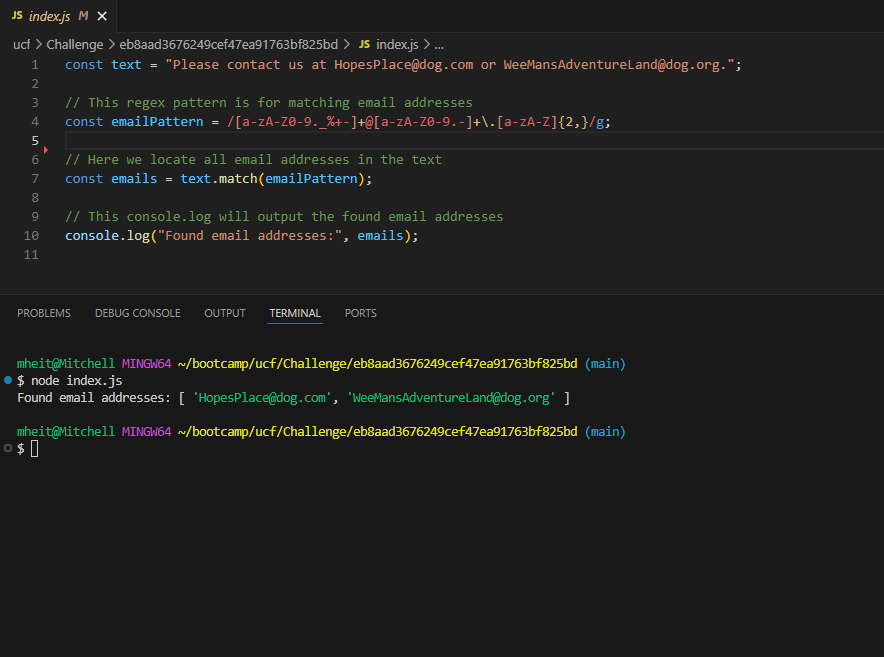 JS index.js M ×
ucf > Challenge > eb8aad3676249cef47ea91763bf825bd > JS index.js > ...
1 const text = "Please contact us at HopesPlace@dog.com or WeeMansAdventureLand@dog.org.";
2
3 // This regex pattern is for matching email addresses
4 const emailPattern = /[a-zA-Z0-9._%+-]+@[a-zA-Z0-9.-]+\.[a-zA-Z]{2,}/g;
5
6 // Here we locate all email addresses in the text
7 const emails = text.match(emailPattern);
8
9 // This console.log will output the found email addresses
10 console.log("Found email addresses:", emails);
11
PROBLEMS DEBUG CONSOLE OUTPUT TERMINAL PORTS
mheit@Mitchell MINGW64 ~/bootcamp/ucf/Challenge/eb8aad3676249cef47ea91763bf825bd (main)
$ node index.js
Found email addresses: [ 'HopesPlace@dog.com', 'WeeMansAdventureLand@dog.org' ]
mheit@Mitchell MINGW64 ~/bootcamp/ucf/Challenge/eb8aad3676249cef47ea91763bf825bd (main)
$